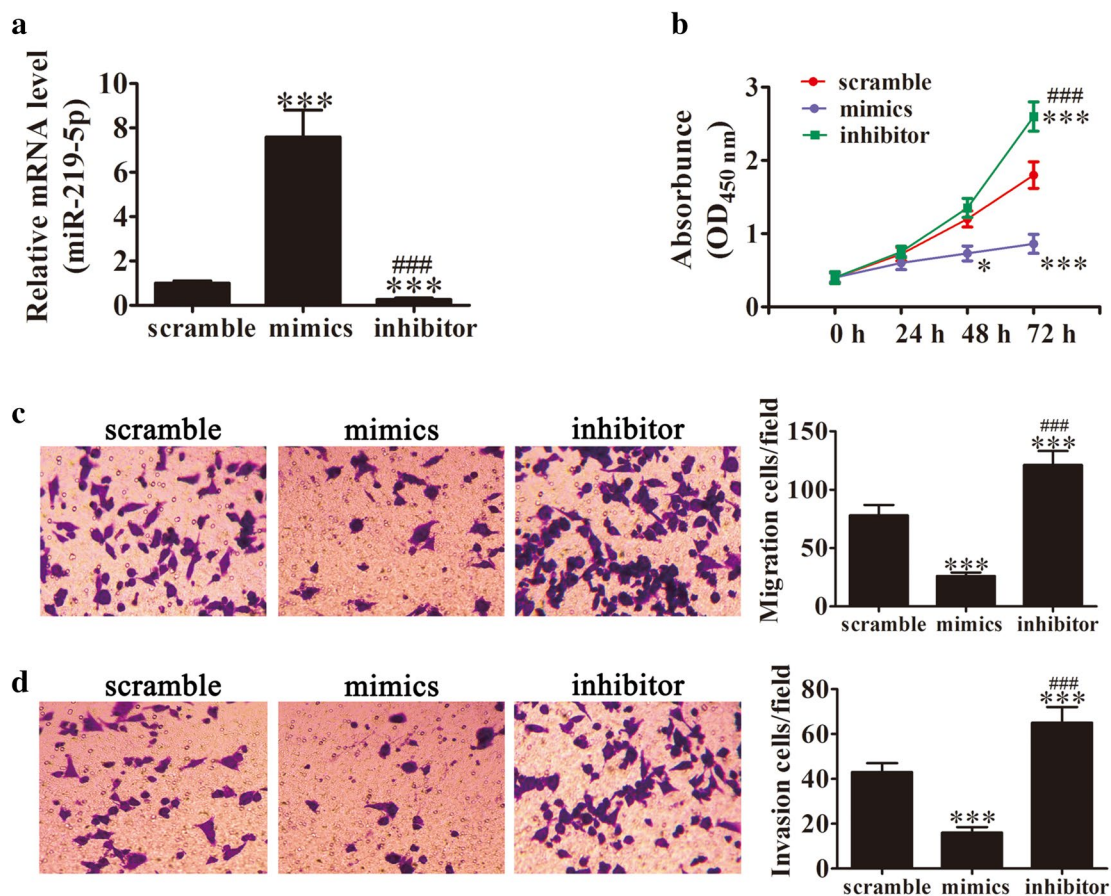 a
Relative mRNA level
(miR-219-5p)
10
8
6
4
2
0
***
###
***
scramble mimics inhibitor
b
Absorbunce
(OD450 nm)
3
2
1
0
scramble
mimics
inhibitor
###
***
*
***
0 h 24 h 48 h 72 h
c
scramble mimics inhibitor
Migration cells/field
150
100
50
0
***
###
***
scramble mimics inhibitor
d
scramble mimics inhibitor
Invasion cells/field
80
60
40
20
0
***
###
***
scramble mimics inhibitor